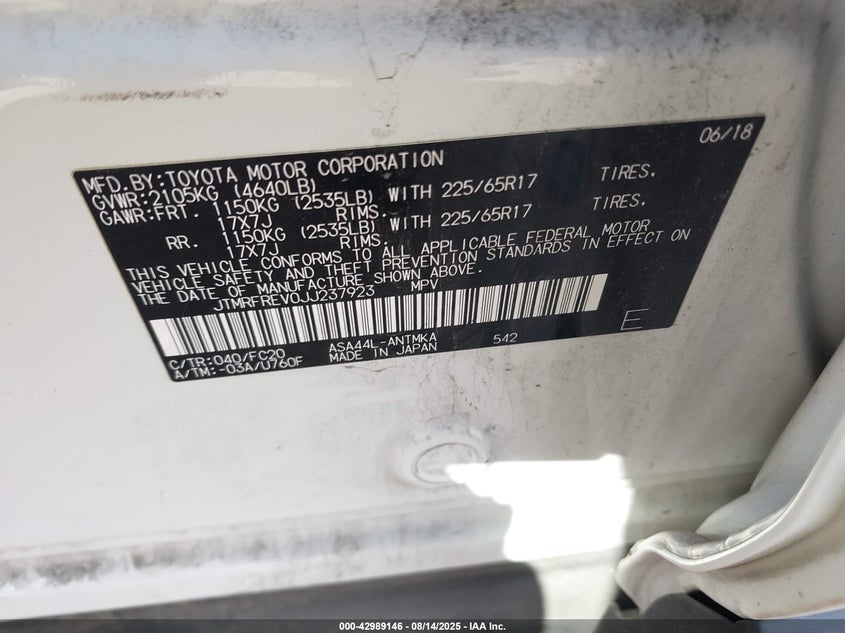 06/18
MFD.BY:TOYOTA MOTOR CORPORATION
GVWR:2105KG (4640LB)
GAWR:FRT. 1150KG (2535LB) WITH 225/65R17 TIRES.
17X7J RIMS.
RR. 1150KG (2535LB) WITH 225/65R17 TIRES.
17X7J RIMS.
THIS VEHICLE CONFORMS TO ALL APPLICABLE FEDERAL MOTOR
VEHICLE SAFETY AND THEFT PREVENTION STANDARDS IN EFFECT ON
THE DATE OF MANUFACTURE SHOWN ABOVE.
JTMRFREV0JJ237923 MPV
C/TR:040/FC20 ASA44L-ANTMKA 542 E
A/TM:-03A/U760F MADE IN JAPAN
000-42989146 - 08/14/2025 - IAA Inc.